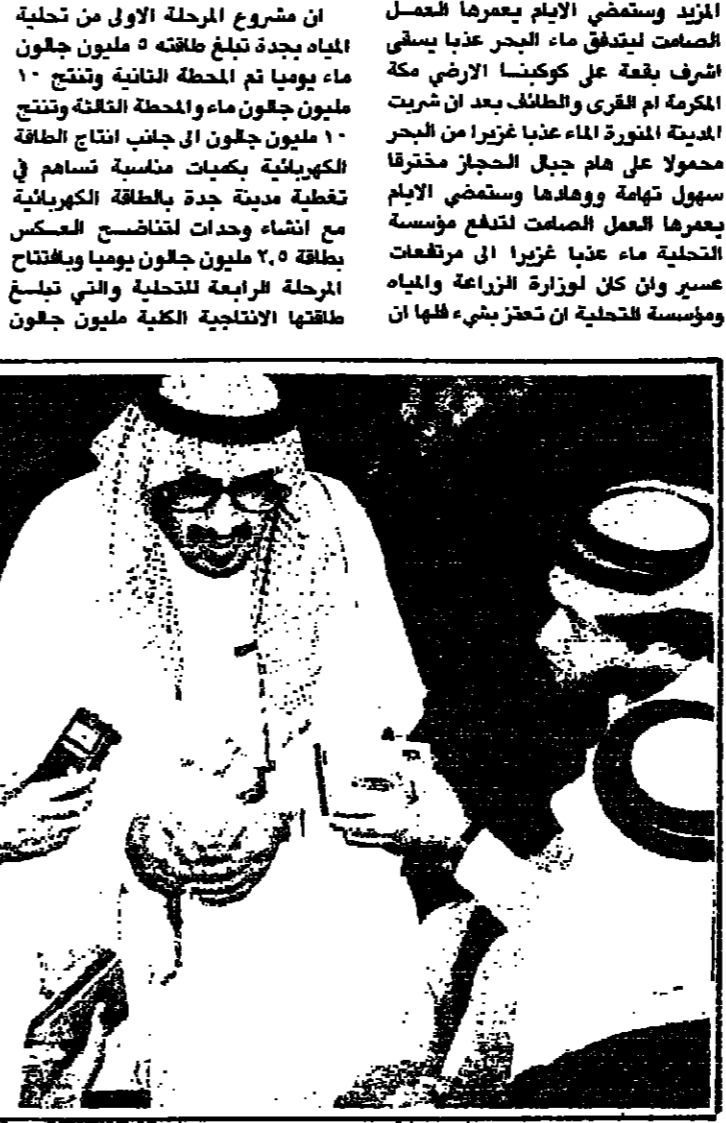 المزيد وستمضي الايام يعمرها العمل
الصامت ليتدفق ماء البحر عذبا يسقى
اشرف بقعة على كوكبنا الارضي مكة
المكرمة ام القرى والطائف بعد ان شربت
المدينة المنورة الماء عذبا غزيرا من البحر
محمولا على هام جبال الحجاز مخترقا
سهول تهامة ووهادها وستمضي الايام
يعمرها العمل الصامت لتدفع مؤسسة
التحلية ماء عذبا غزيرا الى مرتفعات
عسير وان كان لوزارة الزراعة والمياه
ومؤسسة التحلية ان تعتز بشيء فلها ان
ان مشروع المرحلة الاولى من تحلية
المياه بجدة تبلغ طاقته ٥ مليون جالون
ماء يوميا تم المحطة الثانية وتنتج ١٠
مليون جالون ماء والمحطة الثالثة وتنتج
١٠ مليون جالون الى جانب انتاج الطاقة
الكهربائية بكميات مناسبة تساهم في
تغطية مدينة جدة بالطاقة الكهربائية
مع انشاء وحدات لتناضح العكس
بطاقة ٢,٥ مليون جالون يوميا وبافتتاح
المرحلة الرابعة للتحلية والتي تبلغ
طاقتها الانتاجية الكلية مليون جالون